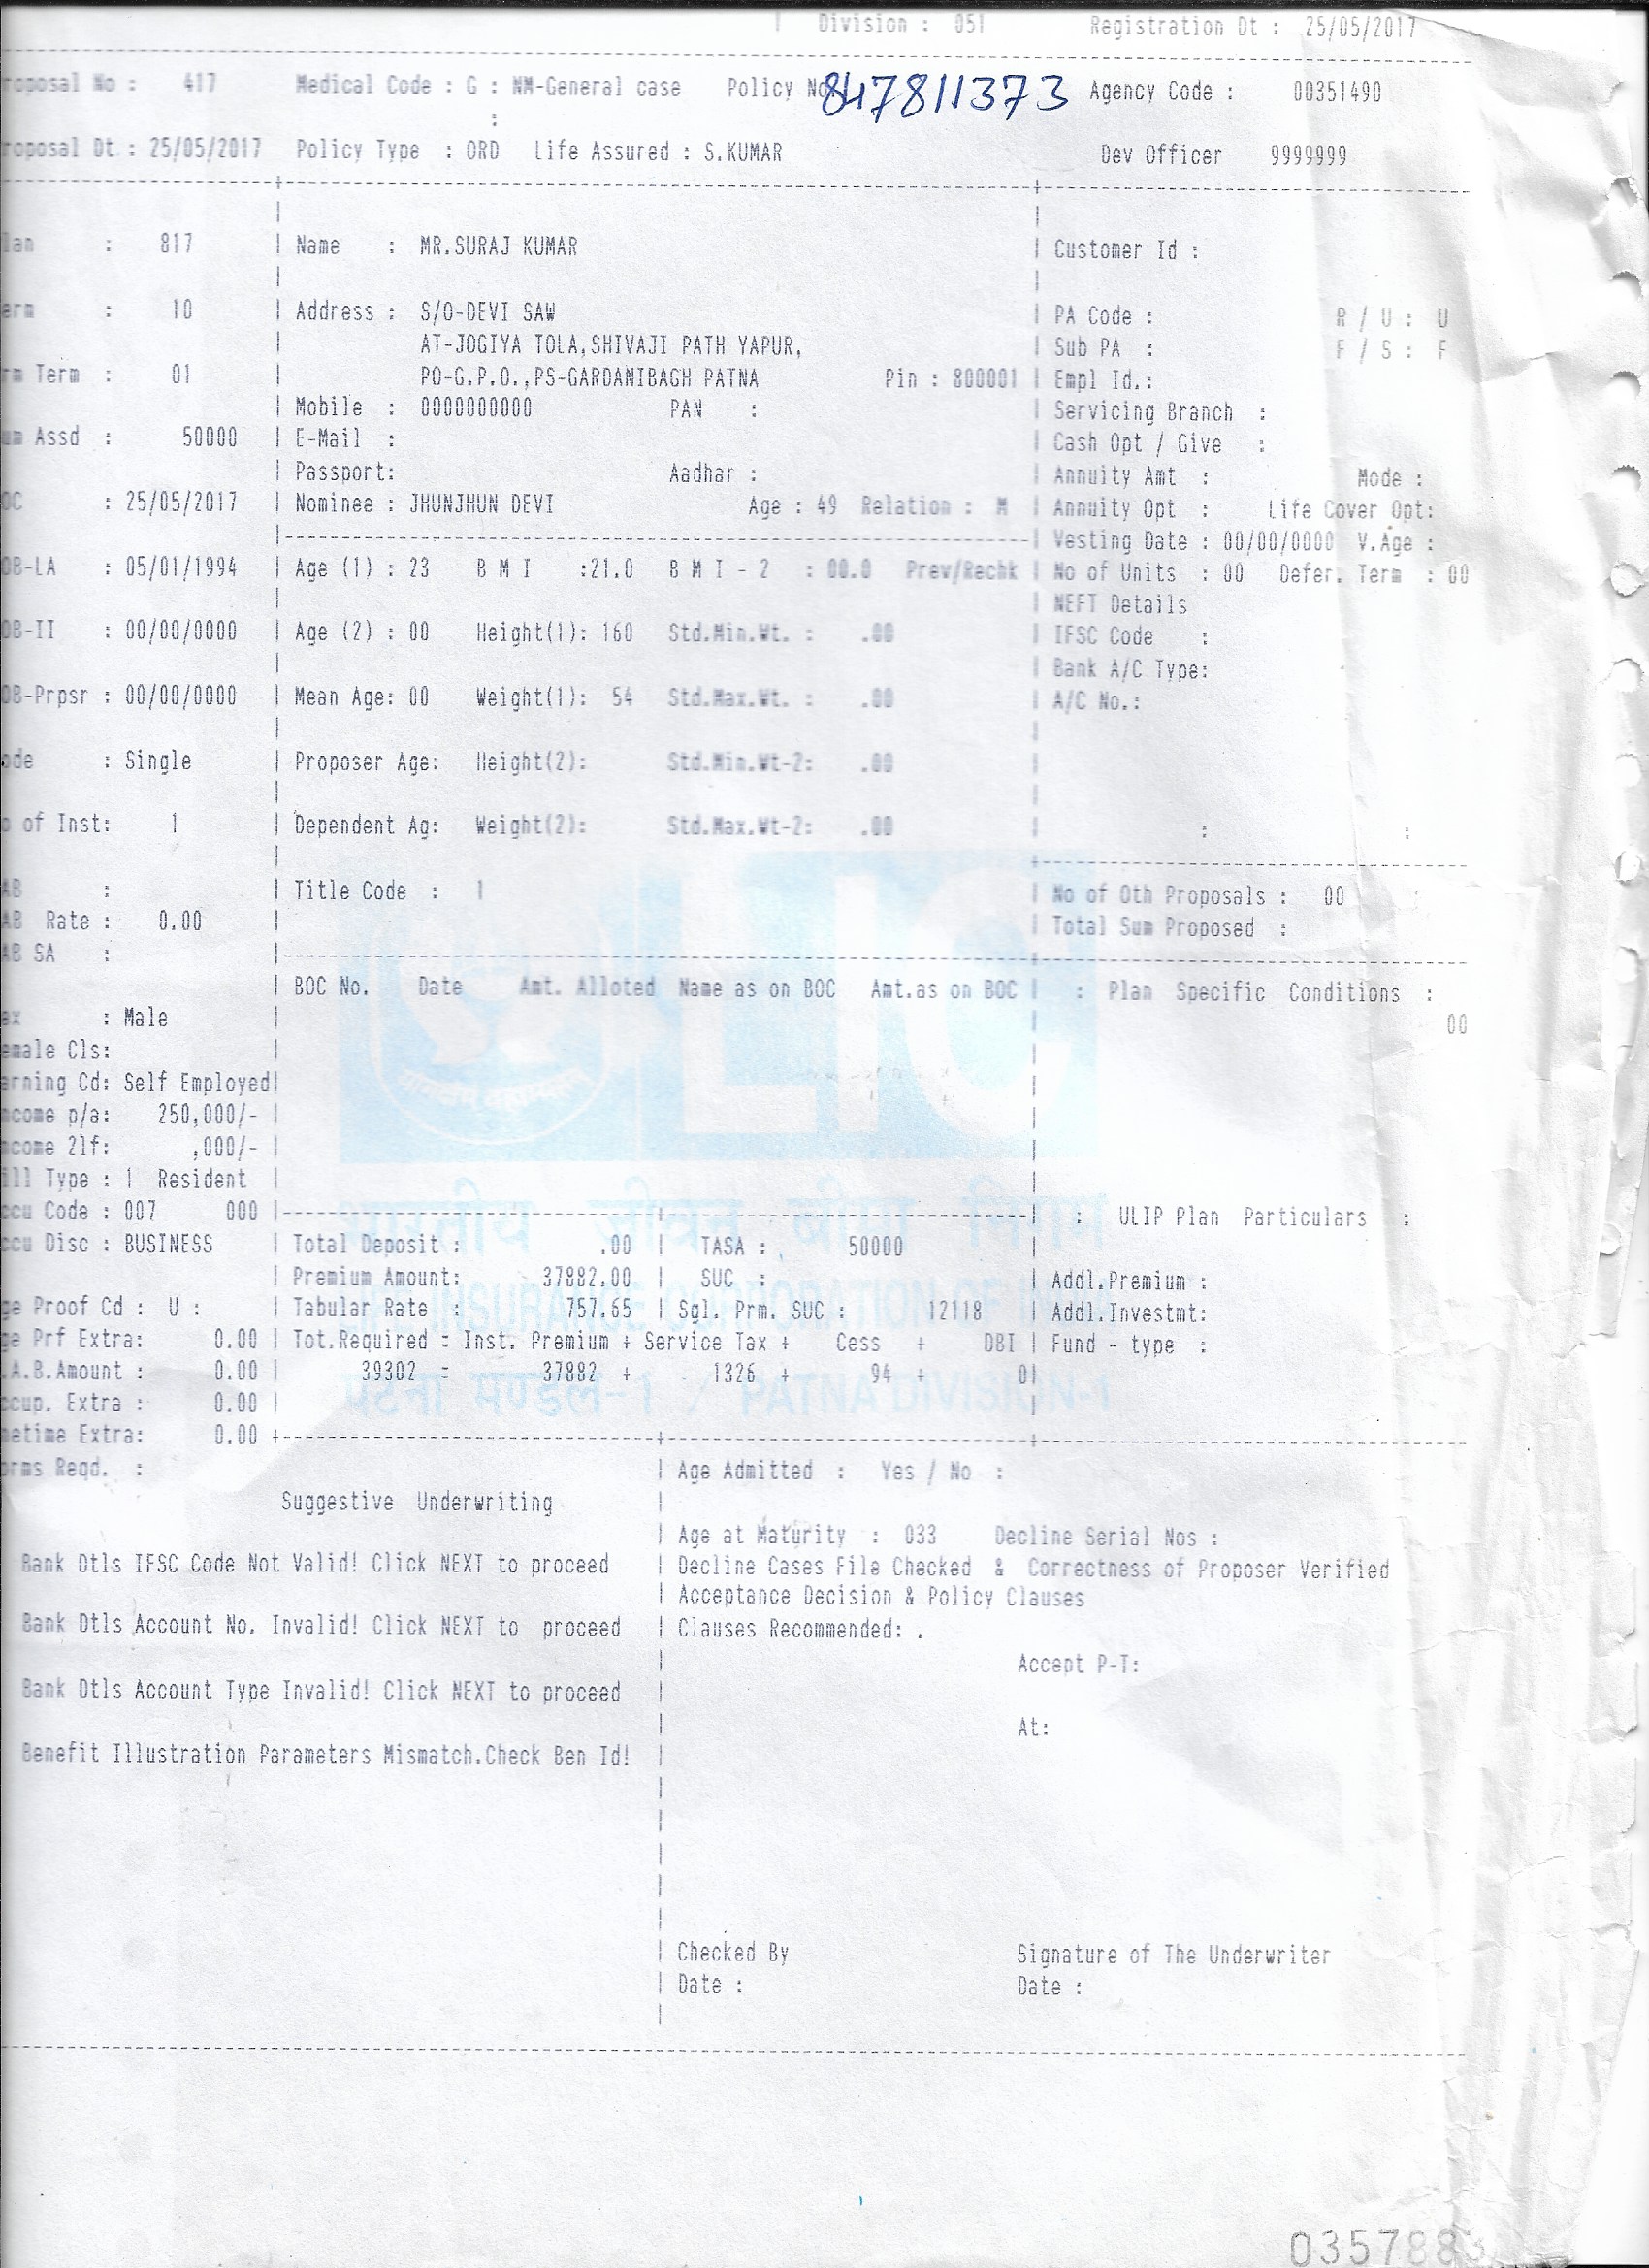 Division : 051 Registration Dt : 25/05/2017
roposal No : 417 Medical Code : G : NM-General case Policy No 847811373 Agency Code : 00351490
:
roposal Dt : 25/05/2017 Policy Type : ORD Life Assured : S.KUMAR Dev Officer 9999999
lan : 817 Name : MR.SURAJ KUMAR Customer Id :
erm : 10 Address : S/O-DEVI SAW PA Code : R / U : U
AT-JOGIYA TOLA,SHIVAJI PATH YAPUR, Sub PA : F / S : F
rm Term : 01 PO-G.P.O.,PS-GARDANIBAGH PATNA Pin : 800001 Empl Id.:
Mobile : 0000000000 PAN : Servicing Branch :
um Assd : 50000 E-Mail : Cash Opt / Give :
Passport: Aadhar : Annuity Amt : Mode :
OC : 25/05/2017 Nominee : JHUNJHUN DEVI Age : 49 Relation : M Annuity Opt : Life Cover Opt:
Vesting Date : 00/00/0000 V.Age :
OB-LA : 05/01/1994 Age (1) : 23 B M I :21.0 B M I - 2 : 00.0 Prev/Rechk No of Units : 00 Defer. Term : 00
NEFT Details
OB-II : 00/00/0000 Age (2) : 00 Height(1): 160 Std.Min.Wt. : .00 IFSC Code :
Bank A/C Type:
OB-Prpsr : 00/00/0000 Mean Age: 00 Weight(1): 54 Std.Max.Wt. : .00 A/C No.:
ode : Single Proposer Age: Height(2): Std.Min.Wt-2: .00
o of Inst: 1 Dependent Ag: Weight(2): Std.Max.Wt-2: .00 : :
AB : Title Code : 1 No of Oth Proposals : 00
AB Rate : 0.00 Total Sum Proposed :
AB SA :
BOC No. Date Amt. Alloted Name as on BOC Amt.as on BOC : Plan Specific Conditions :
ex : Male 00
emale Cls:
arning Cd: Self Employed
ncome p/a: 250,000/-
ncome 2lf: ,000/-
ill Type : 1 Resident
LIC
भारतीय जीवन बीमा निगम
ccu Code : 007 000 : ULIP Plan Particulars :
ccu Disc : BUSINESS Total Deposit : .00 TASA : 50000
Premium Amount: 37882.00 SUC : Addl.Premium :
LIFE INSURANCE CORPORATION OF INDIA
ge Proof Cd : U : Tabular Rate : 757.65 Sgl. Prm. SUC : 12118 Addl.Investmt:
ge Prf Extra: 0.00 Tot.Required = Inst. Premium + Service Tax + Cess + DBI Fund - type :
.A.B.Amount : 0.00 39302 = 37882 + 1326 + 94 + 0
पटना मण्डल-1 / PATNA DIVISION-1
ccup. Extra : 0.00
netime Extra: 0.00
orms Reqd. : Age Admitted : Yes / No :
Suggestive Underwriting
Age at Maturity : 033 Decline Serial Nos :
Bank Dtls IFSC Code Not Valid! Click NEXT to proceed Decline Cases File Checked & Correctness of Proposer Verified
Acceptance Decision & Policy Clauses
Bank Dtls Account No. Invalid! Click NEXT to proceed Clauses Recommended: .
Accept P-T:
Bank Dtls Account Type Invalid! Click NEXT to proceed
At:
Benefit Illustration Parameters Mismatch.Check Ben Id!
Checked By Signature of The Underwriter
Date : Date :
0357883